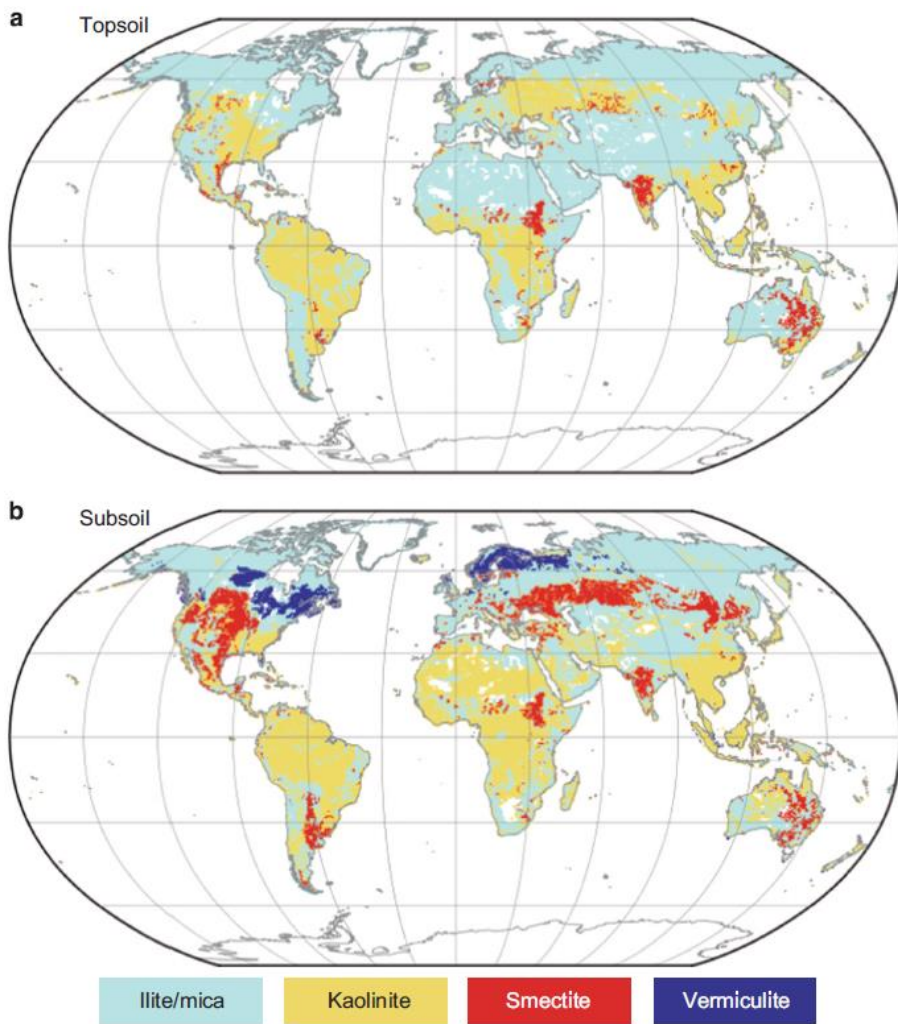 a
Topsoil
b
Subsoil
Ilite/mica
Kaolinite
Smectite
Vermiculite